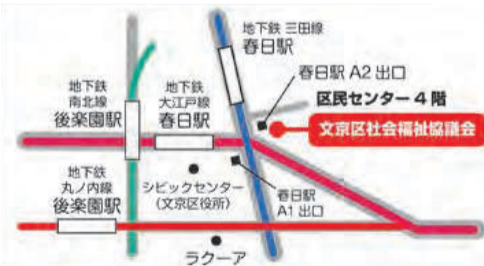 地下鉄 三田線
春日駅
春日駅 A2 出口
地下鉄
南北線
後楽園駅
地下鉄
大江戸線
春日駅
区民センター 4 階
文京区社会福祉協議会
地下鉄
丸ノ内線
後楽園駅
シビックセンター
(文京区役所)
春日駅
A1 出口
ラクーア